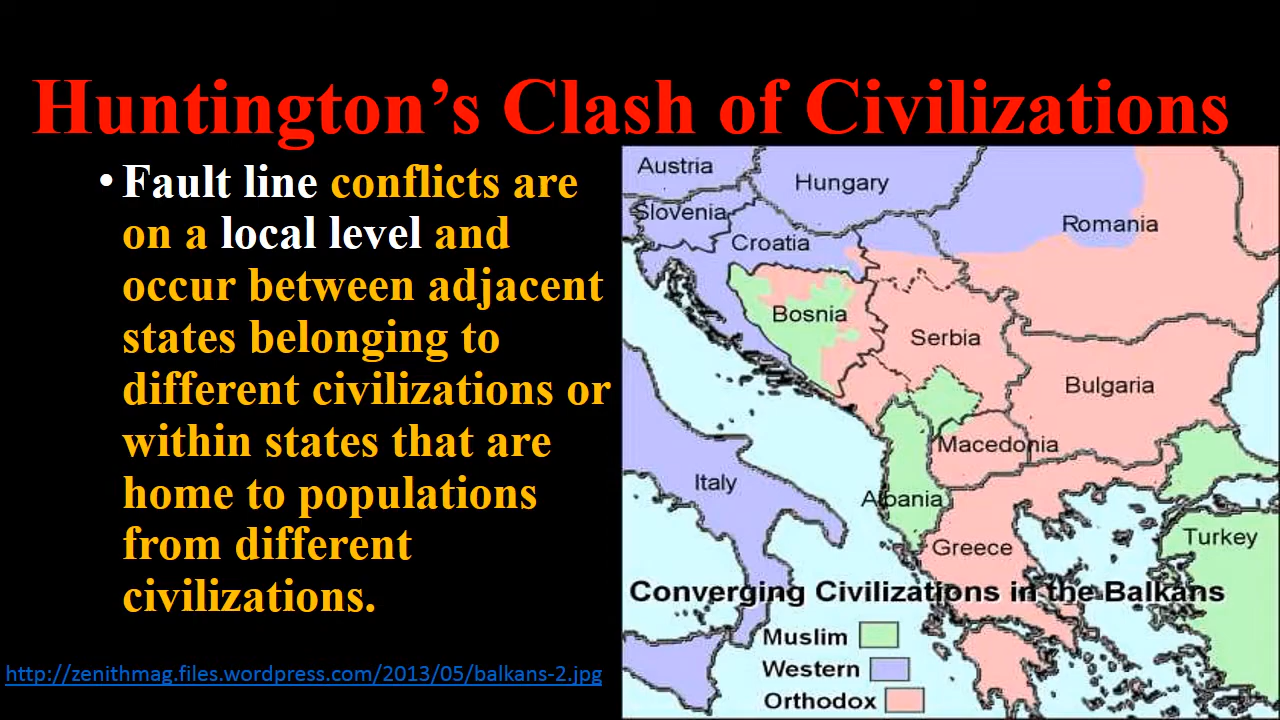 Huntington’s Clash of Civilizations
• Fault line conflicts are
on a local level and
occur between adjacent
states belonging to
different civilizations or
within states that are
home to populations
from different
civilizations.
http://zenithmag.files.wordpress.com/2013/05/balkans-2.jpg
Austria
Hungary
Slovenia
Romania
Croatia
Bosnia
Serbia
Bulgaria
Macedonia
Italy
Albania
Turkey
Greece
Converging Civilizations in the Balkans
Muslim
Western
Orthodox